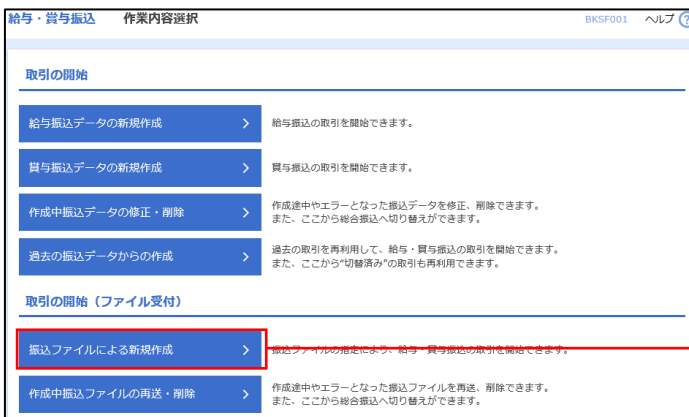 給与・賞与振込 作業内容選択 BKSF001 ヘルプ ?
取引の開始
給与振込データの新規作成 給与振込の取引を開始できます。
賞与振込データの新規作成 賞与振込の取引を開始できます。
作成中振込データの修正・削除 作成途中やエラーとなった振込データを修正、削除できます。
また、ここから総合振込へ切り替えができます。
過去の振込データからの作成 過去の取引を再利用して、給与・賞与振込の取引を開始できます。
また、ここから“切替済み”の取引も再利用できます。
取引の開始（ファイル受付）
振込ファイルによる新規作成 振込ファイルの指定により、給与・賞与振込の取引を開始できます。
作成中振込ファイルの再送・削除 作成途中やエラーとなった振込ファイルを再送、削除できます。
また、ここから総合振込へ切り替えができます。